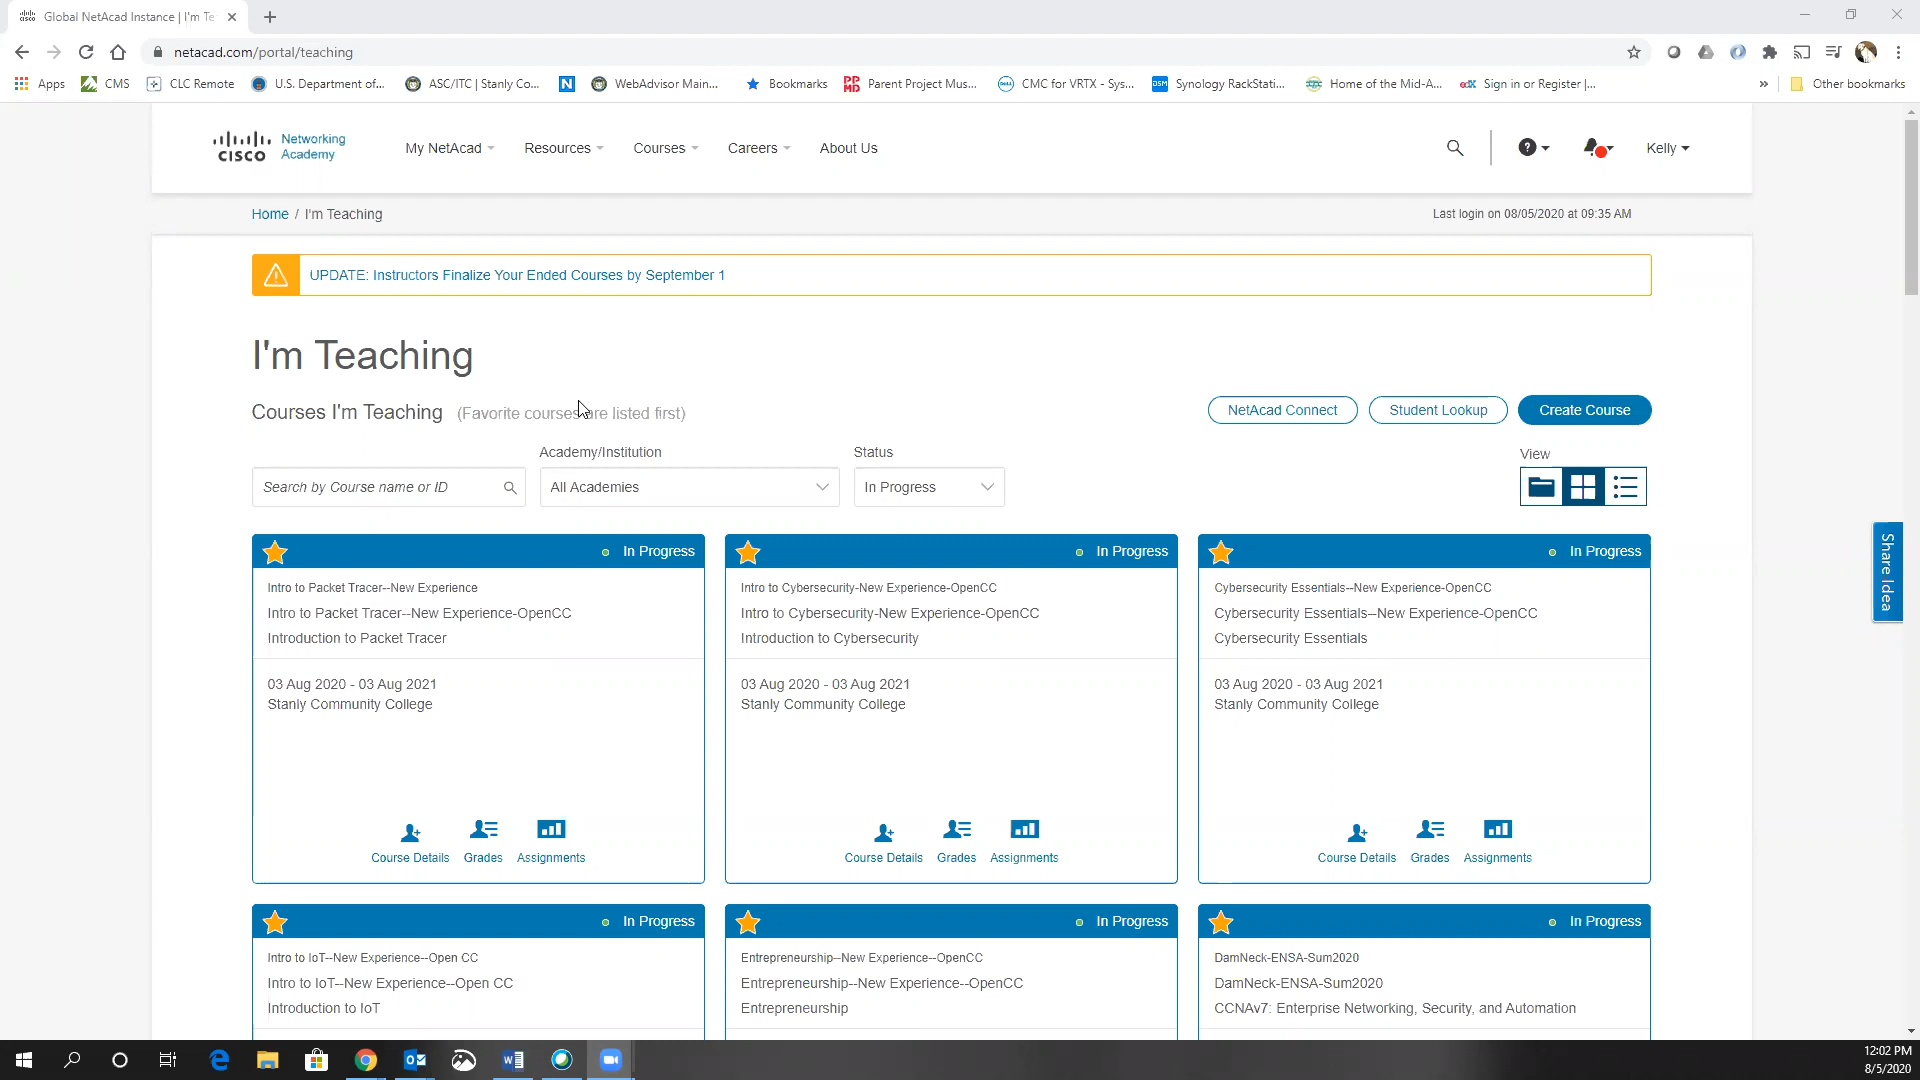 Global NetAcad Instance | I'm Te
netacad.com/portal/teaching
Apps CMS CLC Remote U.S. Department of... ASC/ITC | Stanly Co... N WebAdvisor Main... Bookmarks Parent Project Mus... CMC for VRTX - Sys... DSM Synology RackStati... Home of the Mid-A... edX Sign in or Register |... » Other bookmarks
CISCO Networking Academy
My NetAcad Resources Courses Careers About Us Kelly
Home / I'm Teaching
Last login on 08/05/2020 at 09:35 AM
UPDATE: Instructors Finalize Your Ended Courses by September 1
I'm Teaching
Courses I'm Teaching (Favorite courses are listed first)
NetAcad Connect Student Lookup Create Course
Academy/Institution Status View
Search by Course name or ID All Academies In Progress
In Progress In Progress In Progress
Intro to Packet Tracer--New Experience
Intro to Packet Tracer--New Experience-OpenCC
Introduction to Packet Tracer
03 Aug 2020 - 03 Aug 2021
Stanly Community College
Course Details Grades Assignments
Intro to Cybersecurity-New Experience-OpenCC
Intro to Cybersecurity-New Experience-OpenCC
Introduction to Cybersecurity
03 Aug 2020 - 03 Aug 2021
Stanly Community College
Course Details Grades Assignments
Cybersecurity Essentials--New Experience-OpenCC
Cybersecurity Essentials--New Experience-OpenCC
Cybersecurity Essentials
03 Aug 2020 - 03 Aug 2021
Stanly Community College
Course Details Grades Assignments
Share Idea
In Progress In Progress In Progress
Intro to IoT--New Experience--Open CC
Intro to IoT--New Experience--Open CC
Introduction to IoT
Entrepreneurship--New Experience--OpenCC
Entrepreneurship--New Experience--OpenCC
Entrepreneurship
DamNeck-ENSA-Sum2020
DamNeck-ENSA-Sum2020
CCNAv7: Enterprise Networking, Security, and Automation
12:02 PM
8/5/2020